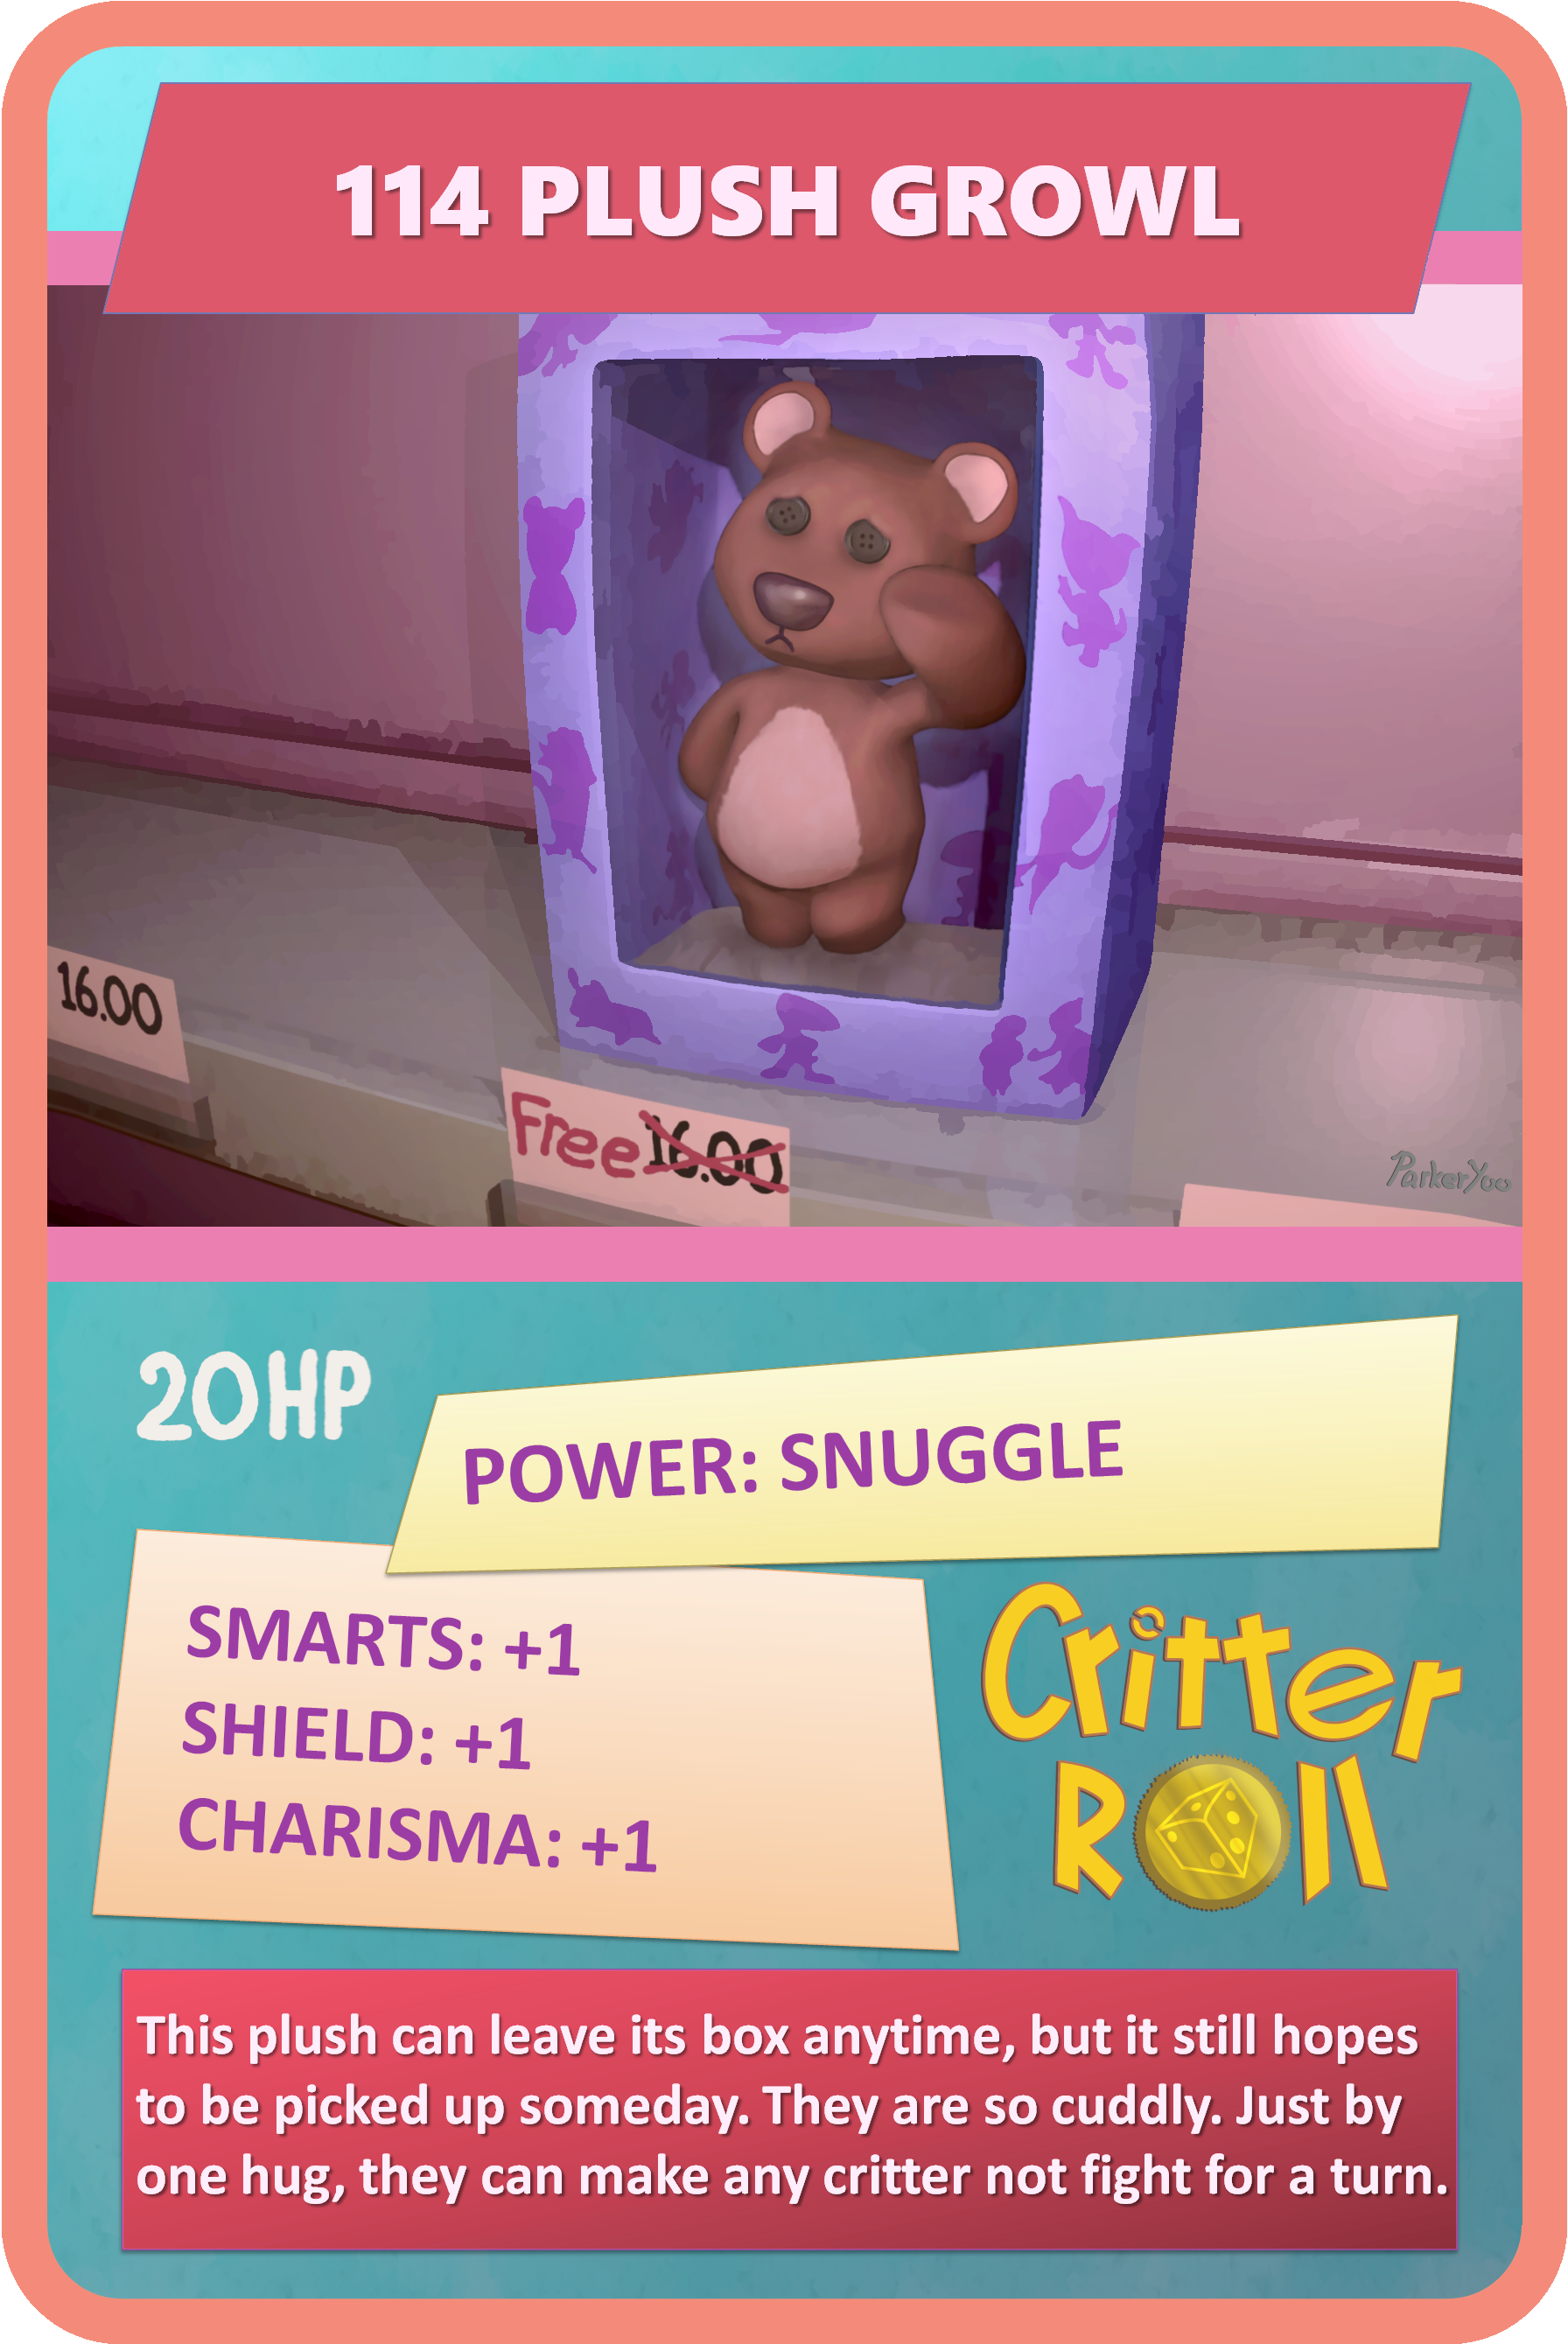 114 PLUSH GROWL
16.00
Free 16.00
ParkerYoo
20HP
POWER: SNUGGLE
SMARTS: +1
SHIELD: +1
CHARISMA: +1
Critter
Roll
This plush can leave its box anytime, but it still hopes
to be picked up someday. They are so cuddly. Just by
one hug, they can make any critter not fight for a turn.